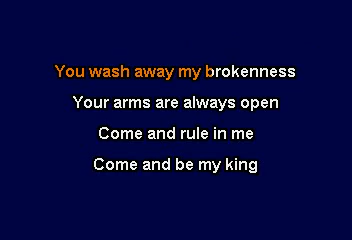 You wash away my brokenness
Your arms are always open
Come and rule in me
Come and be my king